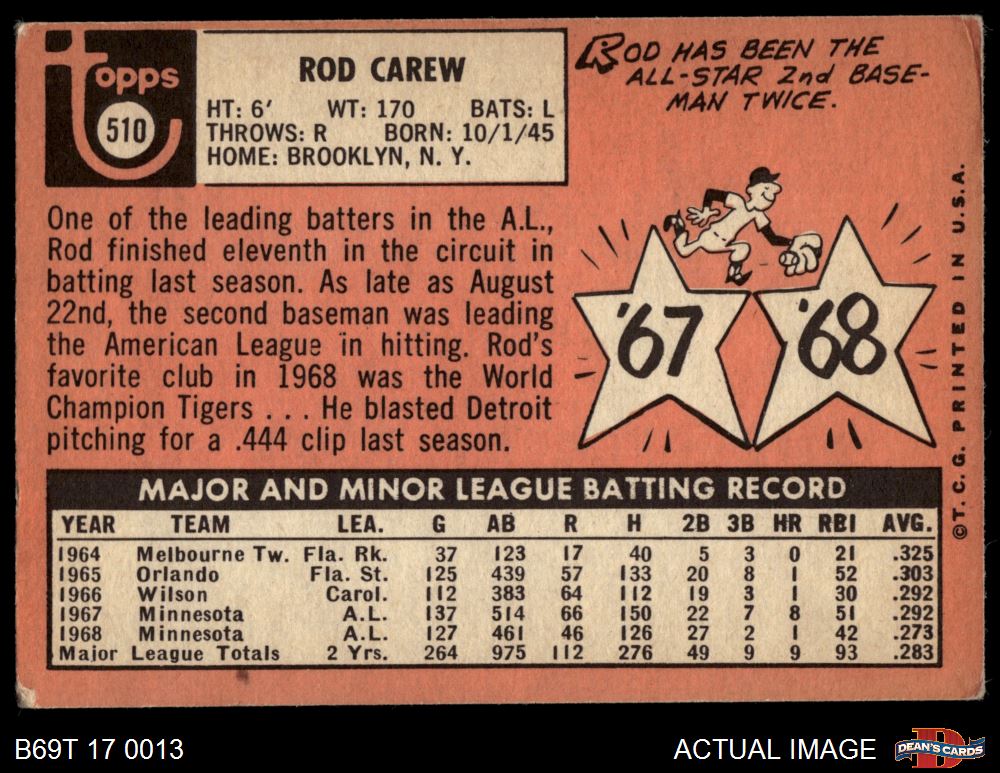 Topps
510
ROD CAREW
HT: 6' WT: 170 BATS: L
THROWS: R BORN: 10/1/45
HOME: BROOKLYN, N. Y.
ROD HAS BEEN THE
ALL-STAR 2nd BASE-
MAN TWICE.
One of the leading batters in the A.L.,
Rod finished eleventh in the circuit in
batting last season. As late as August
22nd, the second baseman was leading
the American League in hitting. Rod's
favorite club in 1968 was the World
Champion Tigers . . . He blasted Detroit
pitching for a .444 clip last season.
'67 '68
©T. C. G. PRINTED IN U.S.A.
MAJOR AND MINOR LEAGUE BATTING RECORD
YEAR TEAM LEA. G AB R H 2B 3B HR RBI AVG.
1964 Melbourne Tw. Fla. Rk. 37 123 17 40 5 3 0 21 .325
1965 Orlando Fla. St. 125 439 57 133 20 8 1 52 .303
1966 Wilson Carol. 112 383 64 112 19 3 1 30 .292
1967 Minnesota A.L. 137 514 66 150 22 7 8 51 .292
1968 Minnesota A.L. 127 461 46 126 27 2 1 42 .273
Major League Totals 2 Yrs. 264 975 112 276 49 9 9 93 .283
B69T 17 0013
ACTUAL IMAGE
DEAN'S CARDS